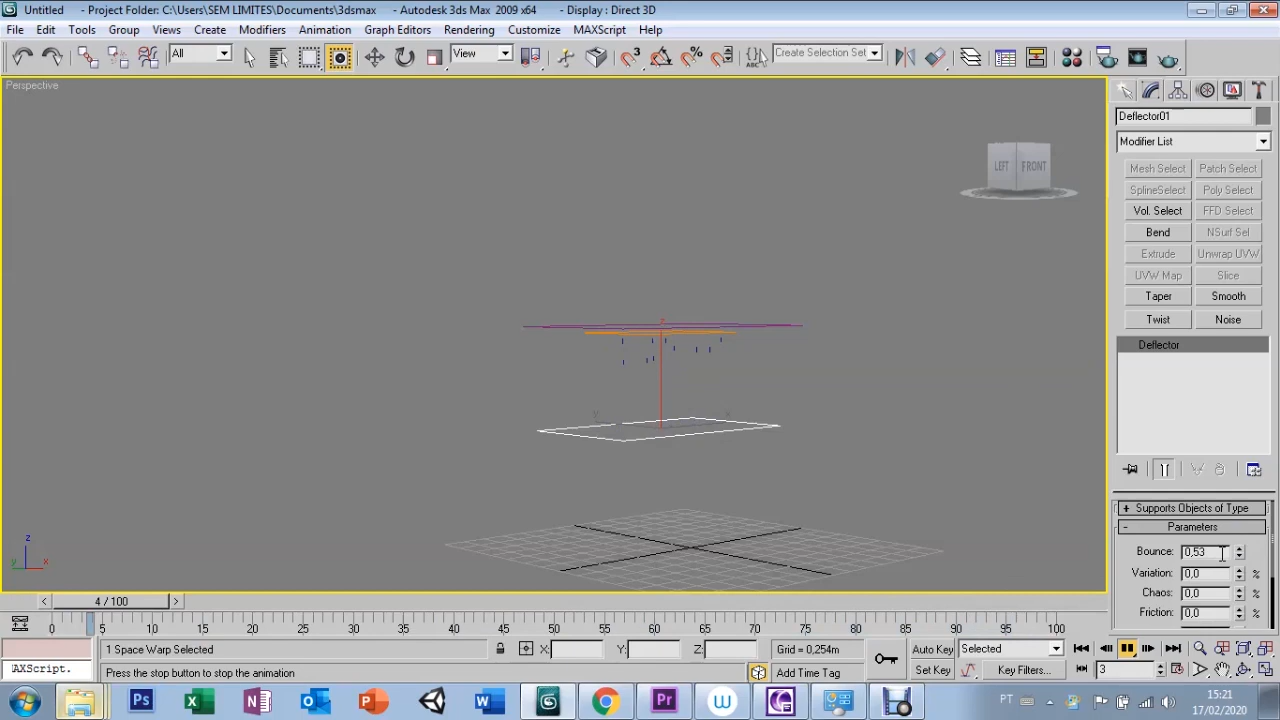 Untitled - Project Folder: C:\Users\SEM LIMITES\Documents\3dsmax - Autodesk 3ds Max 2009 x64 - Display : Direct 3D
File Edit Tools Group Views Create Modifiers Animation Graph Editors Rendering Customize MAXScript Help
All View 3 % ABC Create Selection Set
Perspective
LEFT FRONT
Deflector01
Modifier List
Mesh Select Patch Select
SplineSelect Poly Select
Vol. Select FFD Select
Bend NSurf Sel
Extrude Unwrap UVW
UVW Map Slice
Taper Smooth
Twist Noise
Deflector
z
y x
+ Supports Objects of Type
- Parameters
Bounce: 0,53
Variation: 0,0 %
Chaos: 0,0 %
Friction: 0,0 %
z
y x
< 4 / 100 >
0 5 10 15 20 25 30 35 40 45 50 55 60 65 70 75 80 85 90 95 100
1 Space Warp Selected X: Y: Z: Grid = 0,254m Auto Key Selected
AXScript. Press the stop button to stop the animation Add Time Tag Set Key Key Filters... 3
Ps X N O P W Pr W
PT 15:21
17/02/2020